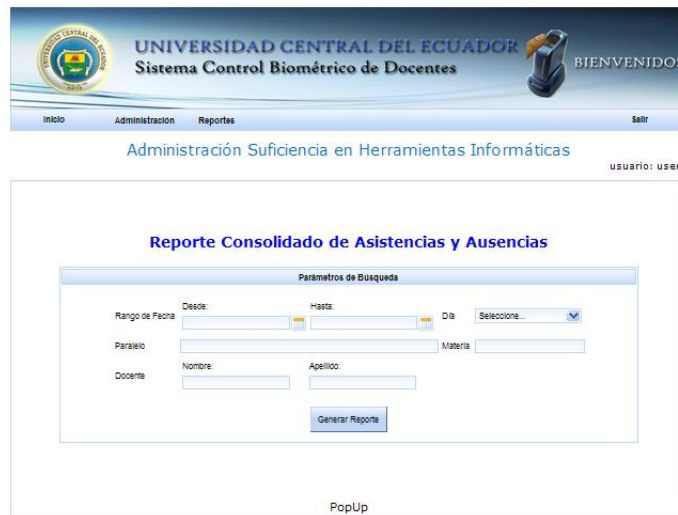 UNIVERSIDAD CENTRAL DEL ECUADOR
Sistema Control Biométrico de Docentes
BIENVENIDOS
Inicio Administración Reportes Salir
Administración Suficiencia en Herramientas Informáticas
usuario: user
Reporte Consolidado de Asistencias y Ausencias
Parámetros de Búsqueda
Desde: Hasta:
Rango de Fecha Día Seleccione...
Paralelo Materia
Nombre: Apellido:
Docente
Generar Reporte
PopUp